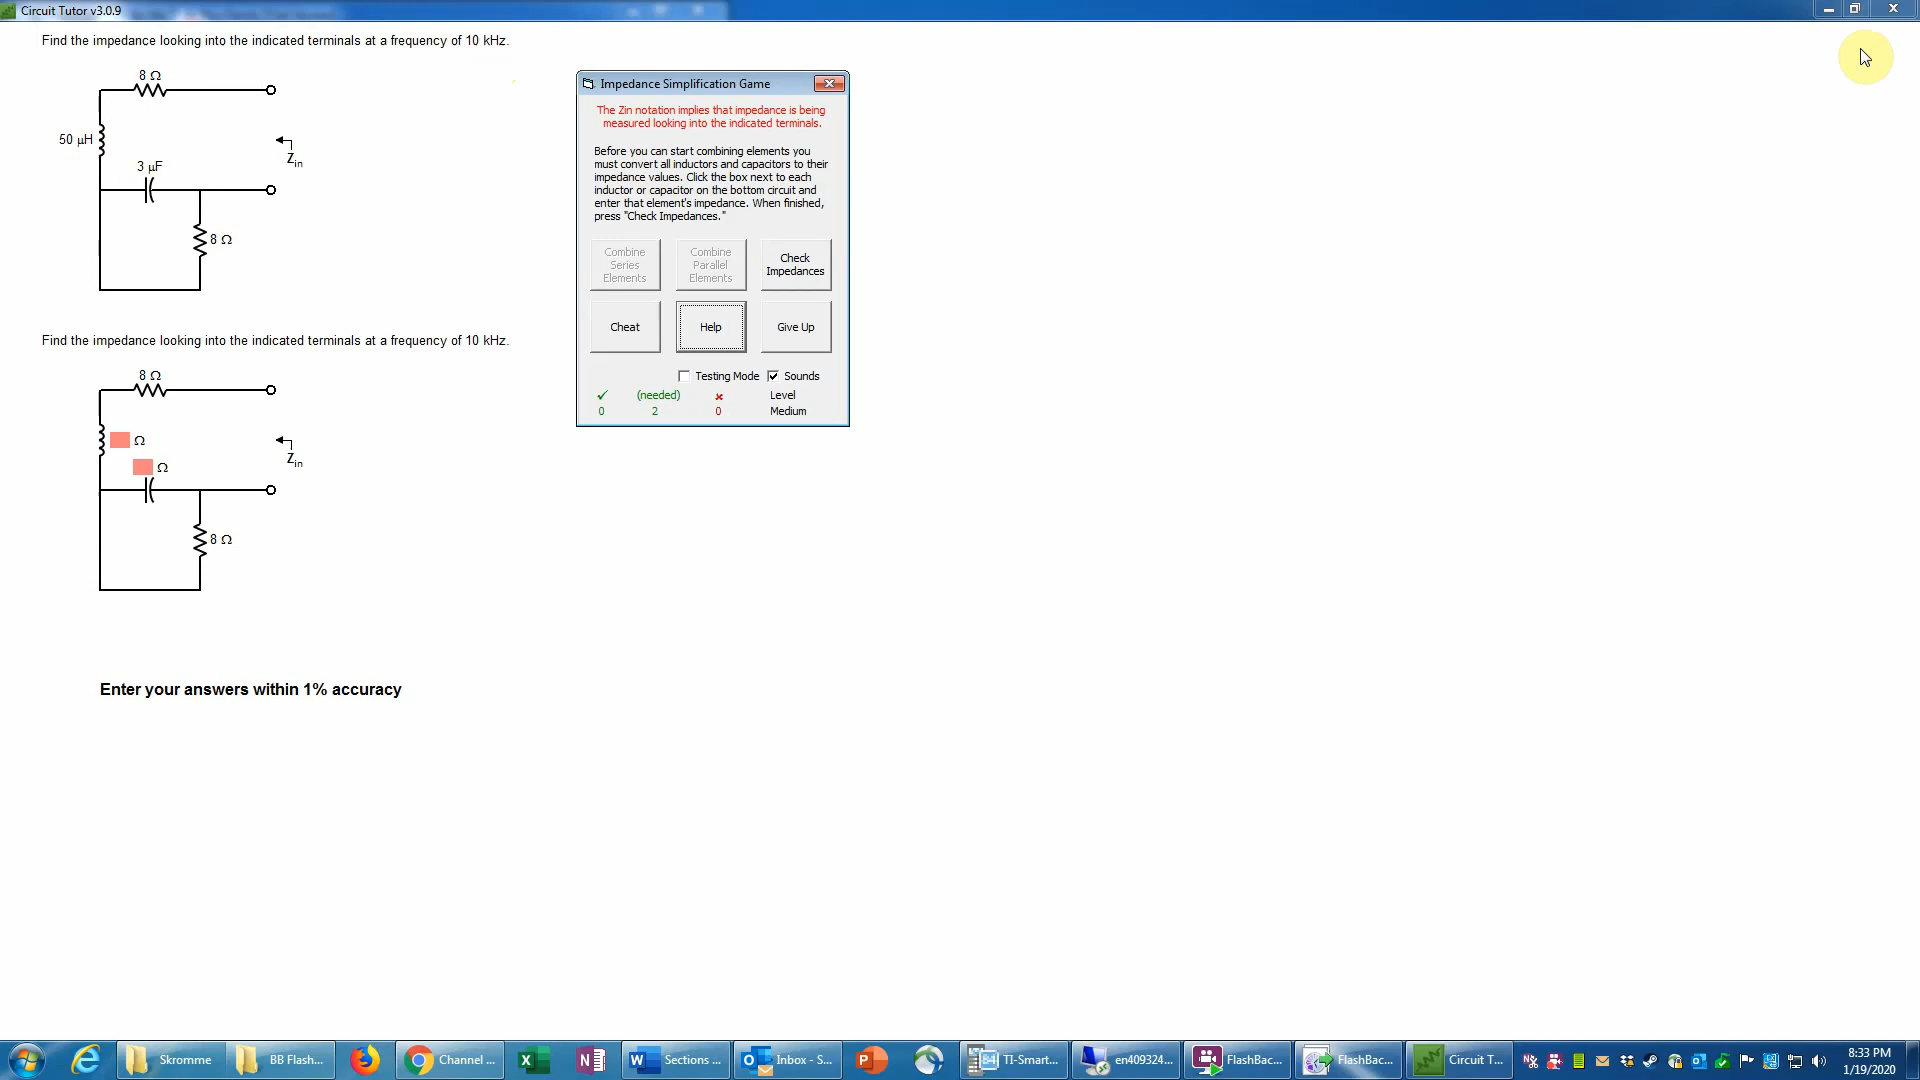 Circuit Tutor v3.0.9
Find the impedance looking into the indicated terminals at a frequency of 10 kHz.
8 Ω
50 µH
3 µF
Zin
8 Ω
Impedance Simplification Game
The Zin notation implies that impedance is being
measured looking into the indicated terminals.
Before you can start combining elements you
must convert all inductors and capacitors to their
impedance values. Click the box next to each
inductor or capacitor on the bottom circuit and
enter that element's impedance. When finished,
press "Check Impedances."
Combine
Series
Elements
Combine
Parallel
Elements
Check
Impedances
Cheat
Help
Give Up
Testing Mode
Sounds
(needed)
Level
0
2
0
Medium
Find the impedance looking into the indicated terminals at a frequency of 10 kHz.
8 Ω
Ω
Ω
Zin
8 Ω
Enter your answers within 1% accuracy
Skromme
BB Flash...
Channel ...
Sections ...
Inbox - S...
TI-Smart...
en409324...
FlashBac...
FlashBac...
Circuit T...
8:33 PM
1/19/2020